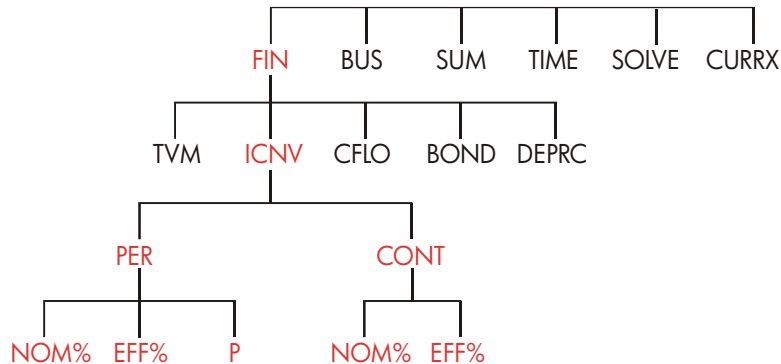 FIN BUS SUM TIME SOLVE CURRX
TVM ICNV CFLO BOND DEPRC
PER CONT
NOM% EFF% P NOM% EFF%